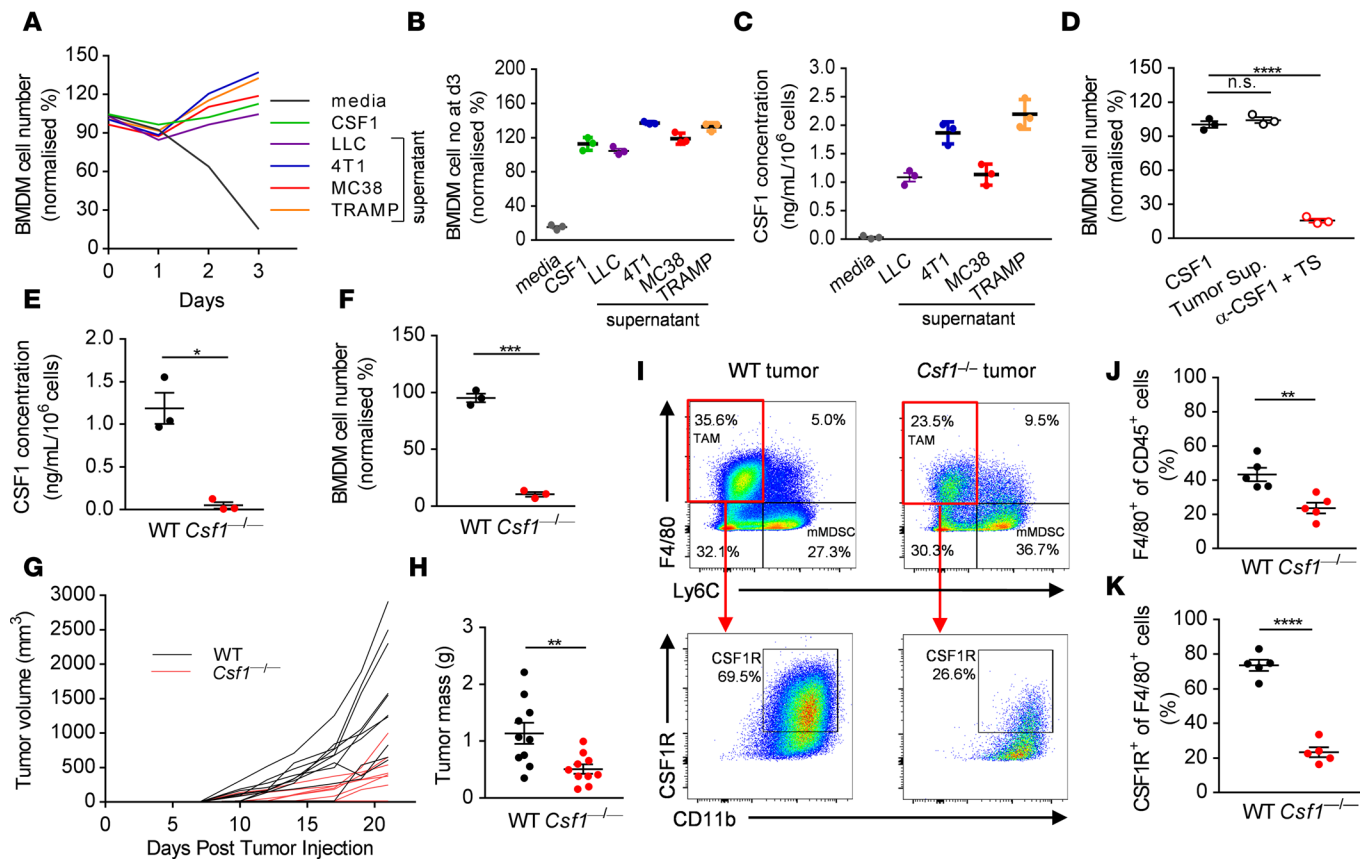 A
BMDM cell number
(normalised %)
150
120
90
60
30
0
0 1 2 3
Days
media
CSF1
LLC
4T1
MC38
TRAMP
supernatant
B
BMDM cell no at d3
(normalised %)
200
160
120
80
40
0
media
CSF1
LLC
4T1
MC38
TRAMP
supernatant
C
CSF1 concentration
(ng/mL/10⁶ cells)
3.0
2.5
2.0
1.5
1.0
0.5
0.0
media
LLC
4T1
MC38
TRAMP
supernatant
D
BMDM cell number
(normalised %)
150
120
90
60
30
0
****
n.s.
CSF1
Tumor Sup.
α-CSF1 + TS
E
CSF1 concentration
(ng/mL/10⁶ cells)
2.0
1.5
1.0
0.5
0.0
*
WT Csf1⁻/⁻
F
BMDM cell number
(normalised %)
150
100
50
0
***
WT Csf1⁻/⁻
G
Tumor volume (mm³)
3000
2500
2000
1500
1000
500
0
0 5 10 15 20
Days Post Tumor Injection
WT
Csf1⁻/⁻
H
Tumor mass (g)
3
2
1
0
**
WT Csf1⁻/⁻
I
WT tumor
Csf1⁻/⁻ tumor
35.6%
TAM
5.0%
32.1%
mMDSC
27.3%
23.5%
TAM
9.5%
30.3%
mMDSC
36.7%
F4/80
Ly6C
CSF1R
69.5%
CSF1R
26.6%
CSF1R
CD11b
J
F4/80⁺ of CD45⁺ cells
(%)
100
80
60
40
20
0
**
WT Csf1⁻/⁻
K
CSF1R⁺ of F4/80⁺ cells
(%)
100
80
60
40
20
0
****
WT Csf1⁻/⁻